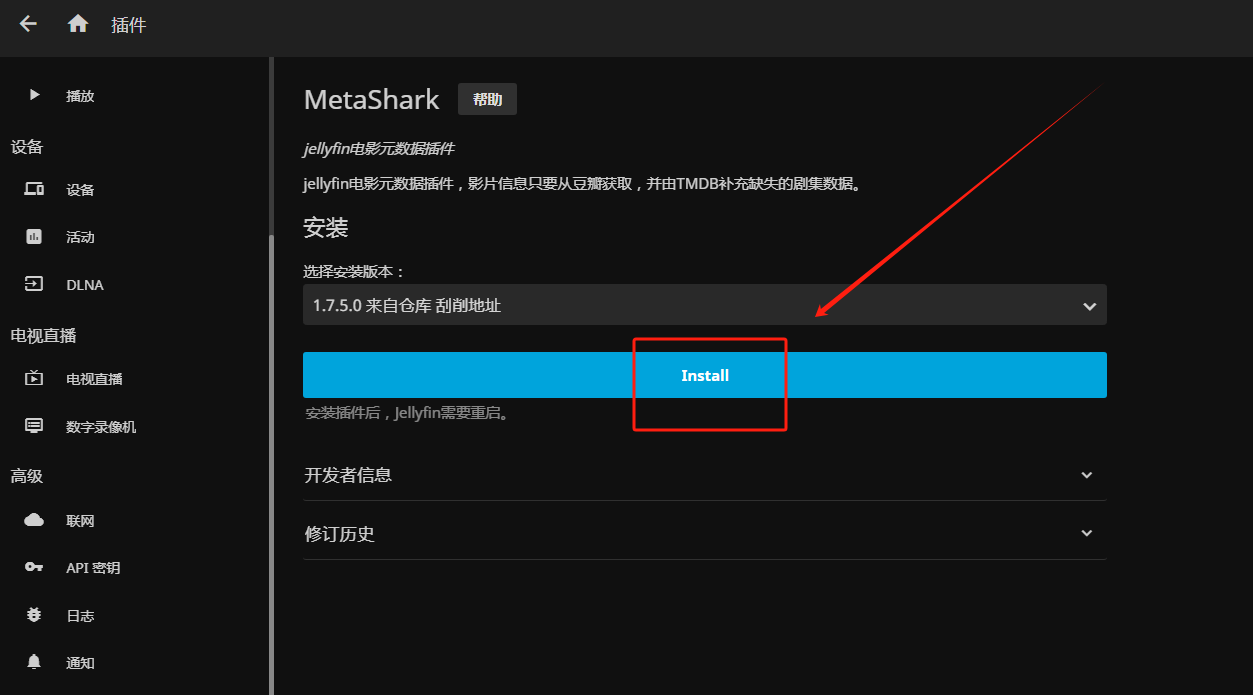 插件
播放
设备
设备
活动
DLNA
电视直播
电视直播
数字录像机
高级
联网
API 密钥
日志
通知
MetaShark
帮助
jellyfin电影元数据插件
jellyfin电影元数据插件，影片信息只要从豆瓣获取，并由TMDB补充缺失的剧集数据。
安装
选择安装版本：
1.7.5.0 来自仓库 刮削地址
Install
安装插件后，Jellyfin需要重启。
开发者信息
修订历史